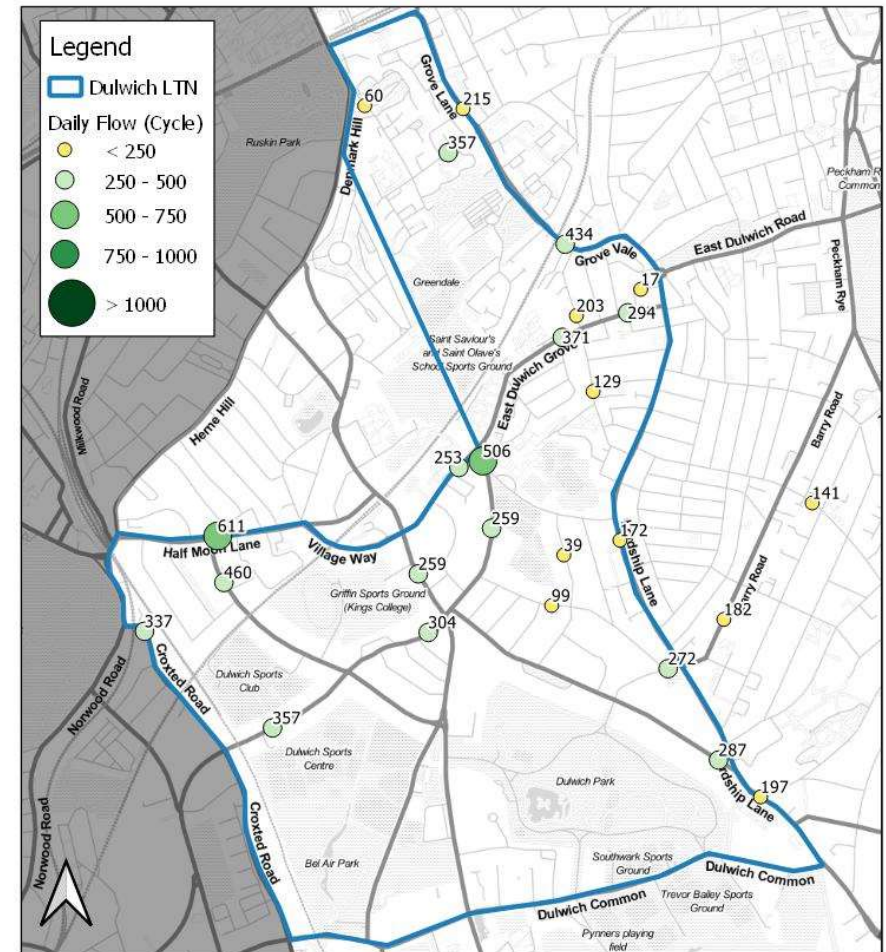 Legend
Dulwich LTN
Daily Flow (Cycle)
< 250
250 - 500
500 - 750
750 - 1000
> 1000
60
215
Grove Lane
Ruskin Park
357
Denmark Hill
Peckham R
Common
434
Grove Vale
East Dulwich Road
Peckham Rye
Greendale
17
203
294
371
Saint Saviour's
and Saint Olave's
School Sports Ground
East Dulwich Grove
129
Milkwood Road
Herne Hill
Barry Road
253
506
141
611
259
172
Half Moon Lane
Village Way
39
Lordship Lane
259
460
Griffin Sports Ground
(Kings College)
99
Barry Road
182
337
304
Croxted Road
Norwood Road
272
Dulwich Sports
Club
357
Dulwich Sports
Centre
287
Dulwich Park
197
Lordship Lane
Croxted Road
Norwood Road
Bel Air Park
Southwark Sports
Ground
Dulwich Common
Trevor Bailey Sports
Ground
Dulwich Common
Pynners playing
field